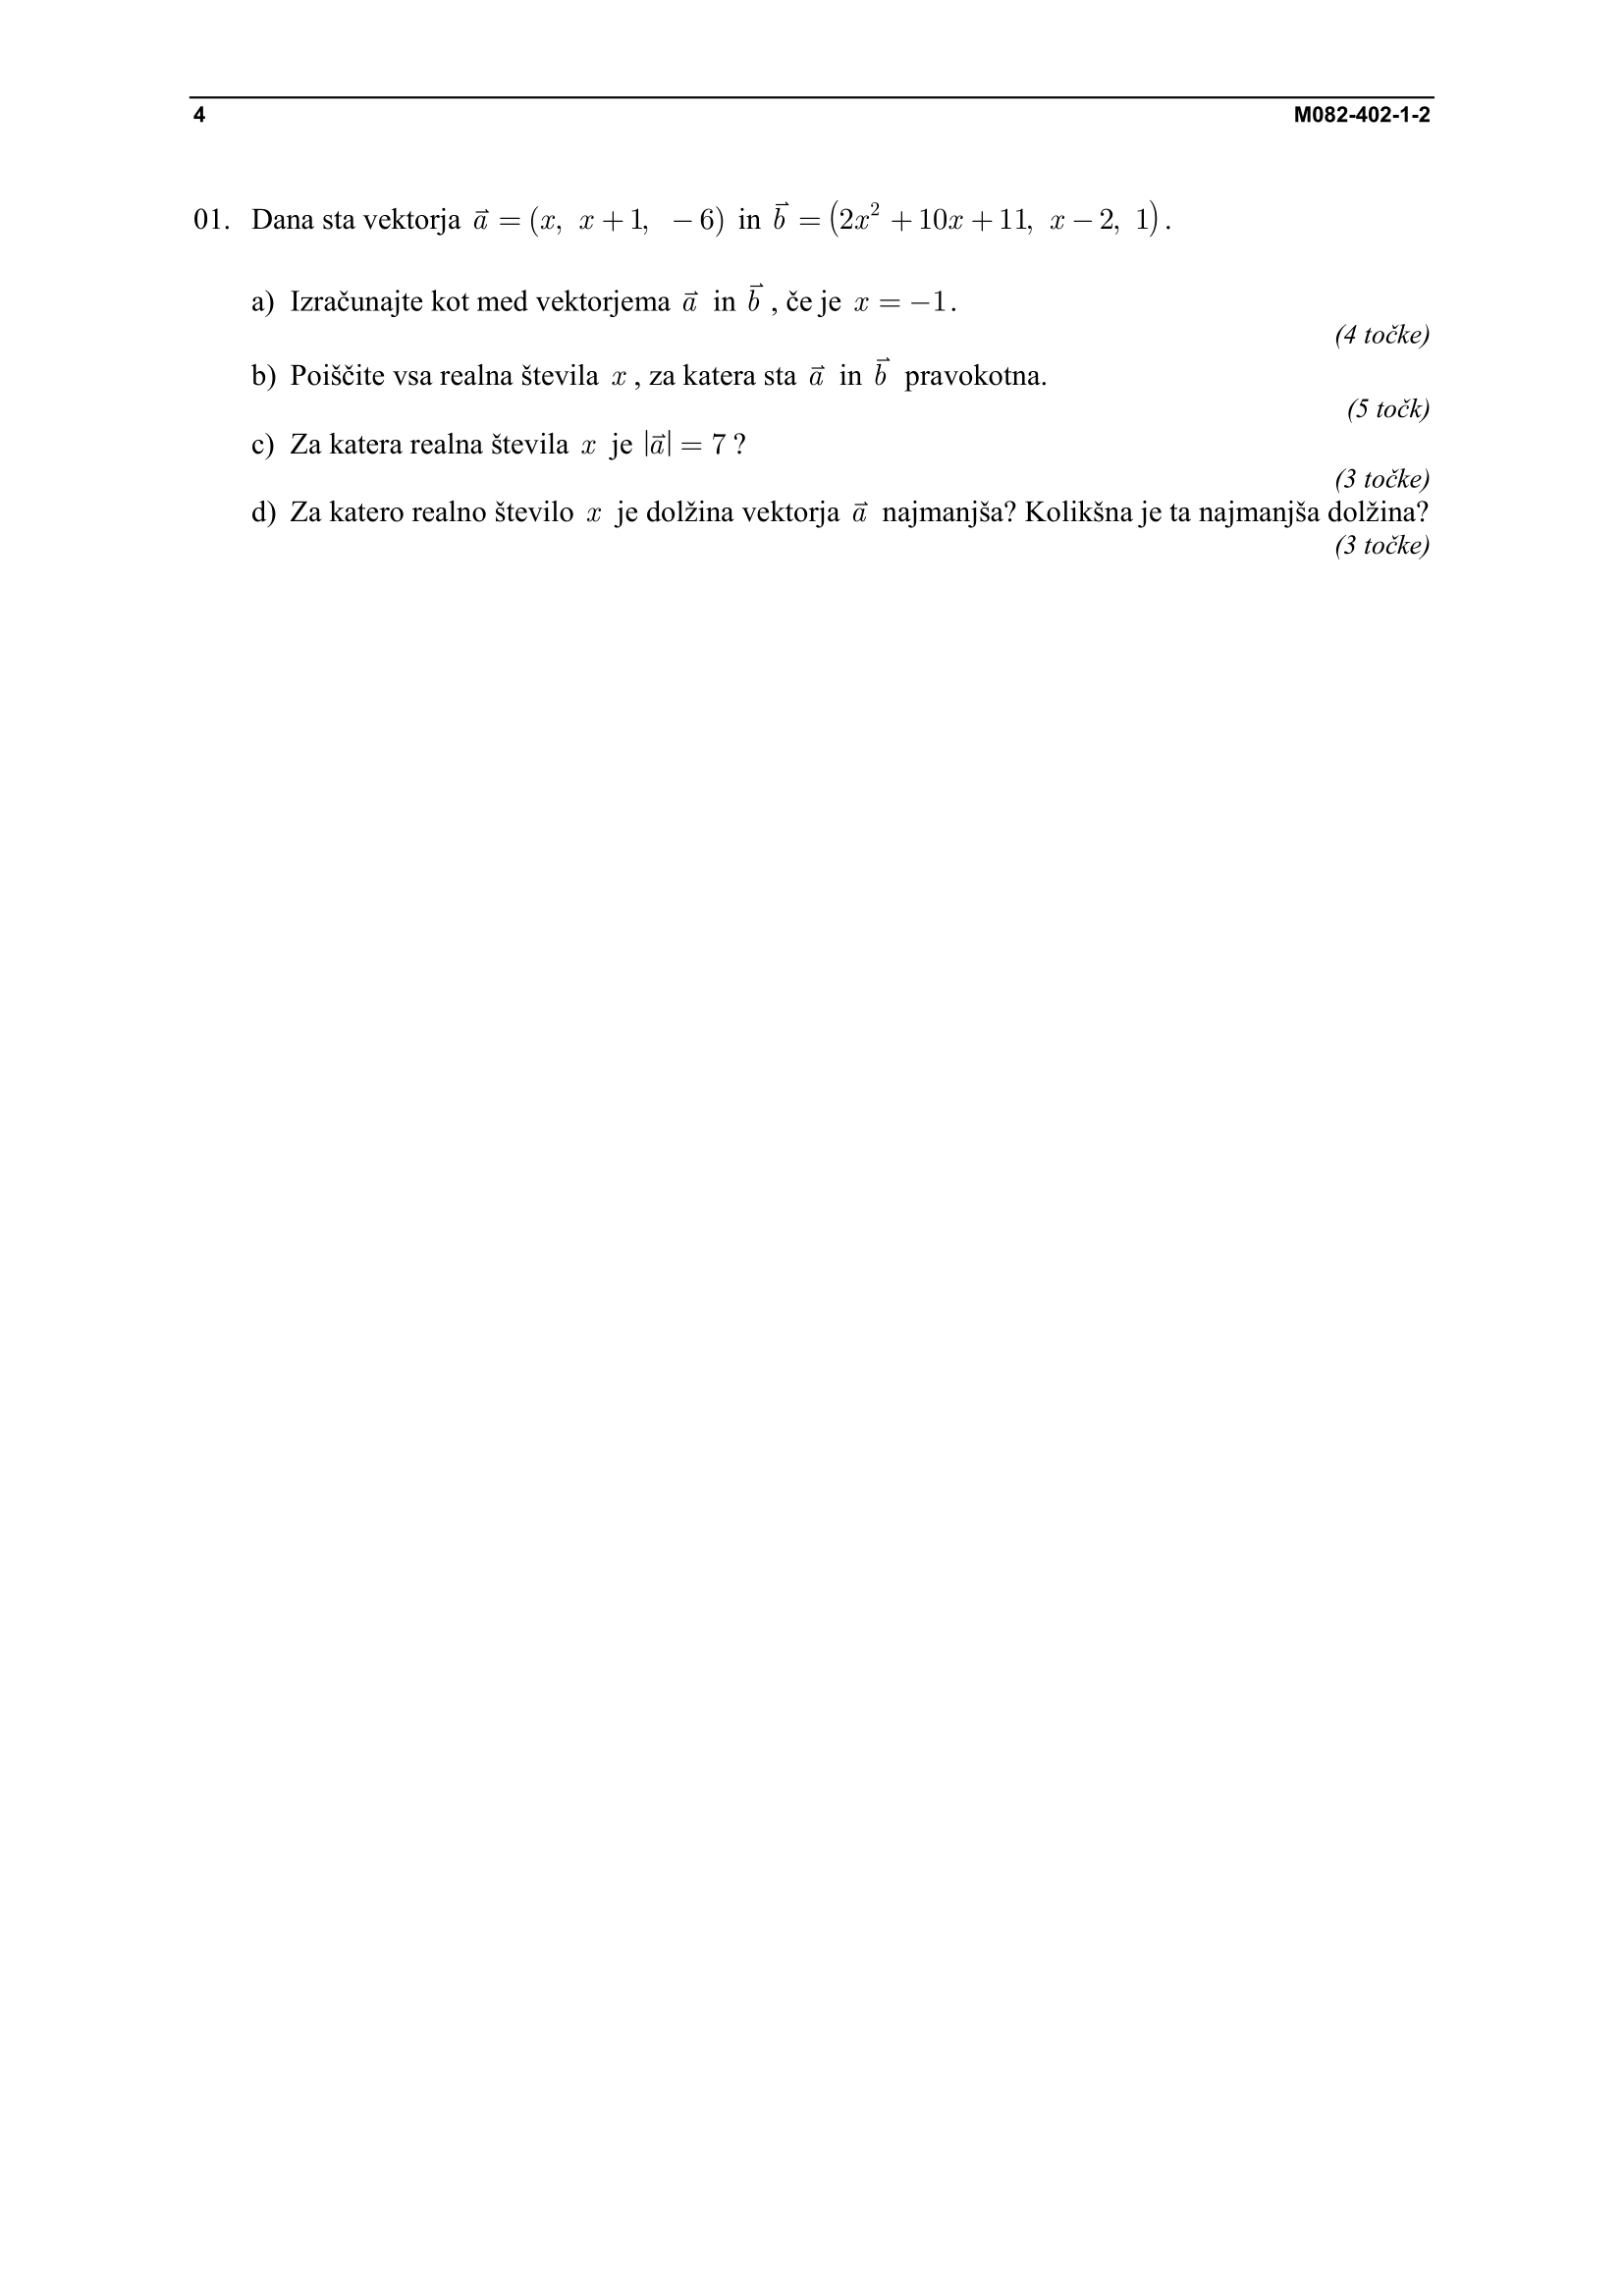 4 M082-402-1-2
01. Dana sta vektorja $\vec{a} = (x, \ x+1, \ -6)$ in $\vec{b} = (2x^2 + 10x + 11, \ x-2, \ 1)$.
a) Izračunajte kot med vektorjema $\vec{a}$ in $\vec{b}$, če je $x = -1$.
(4 točke)
b) Poiščite vsa realna števila $x$, za katera sta $\vec{a}$ in $\vec{b}$ pravokotna.
(5 točk)
c) Za katera realna števila $x$ je $|\vec{a}| = 7$?
(3 točke)
d) Za katero realno število $x$ je dolžina vektorja $\vec{a}$ najmanjša? Kolikšna je ta najmanjša dolžina?
(3 točke)